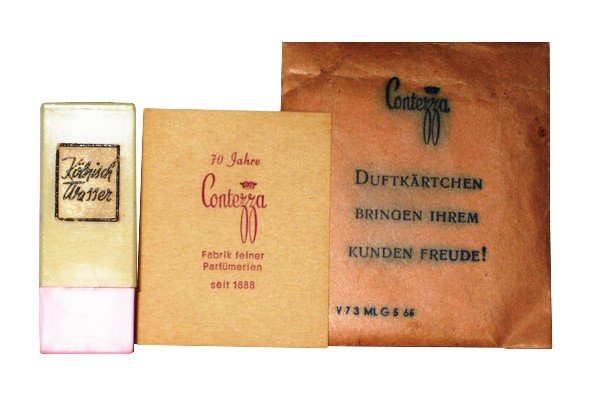 Kölnisch
Wasser
70 Jahre
Contezza
Fabrik feiner
Parfümerien
seit 1888
Contezza
DUFTKÄRTCHEN
BRINGEN IHREM
KUNDEN FREUDE!
V 7 3 ML G 5 65